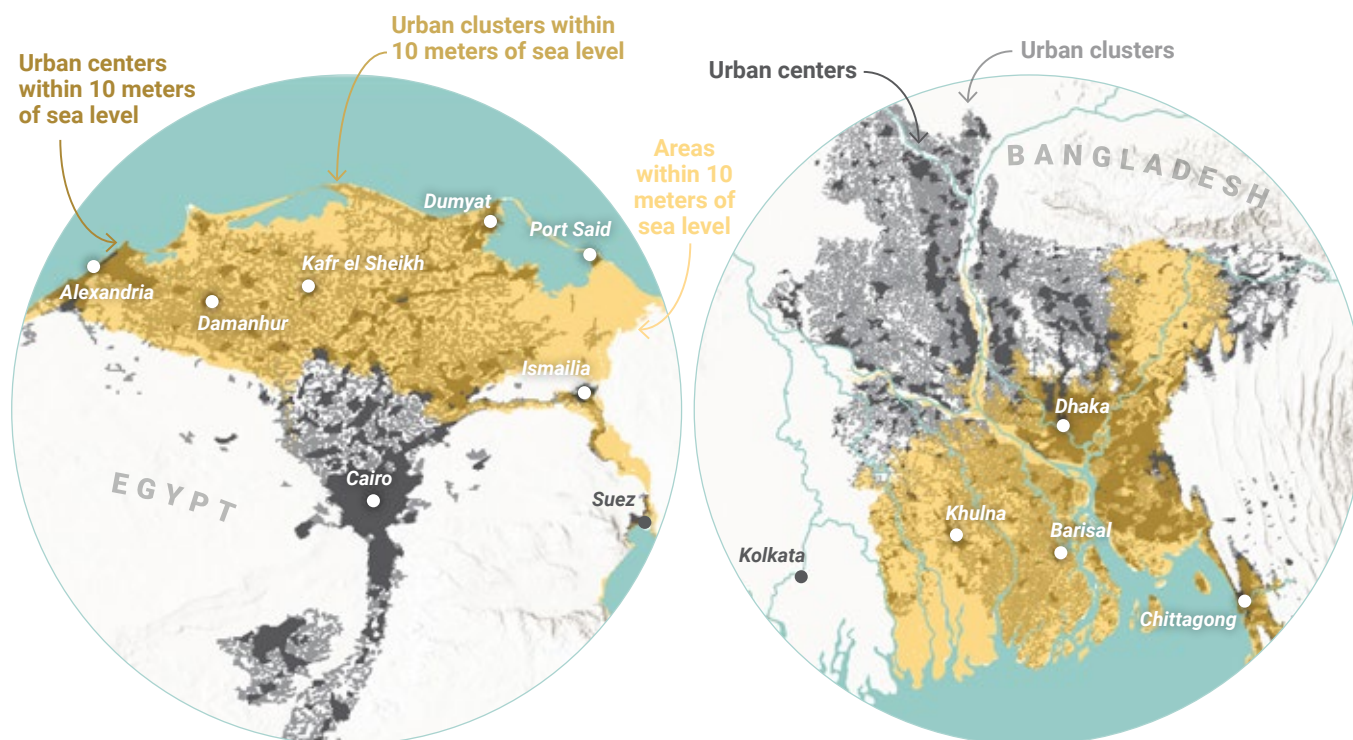 Urban centers
within 10 meters
of sea level
Urban clusters within
10 meters of sea level
Areas
within 10
meters of
sea level
Dumyat
Port Said
Kafr el Sheikh
Alexandria
Damanhur
Ismailia
Cairo
EGYPT
Suez
Urban centers
Urban clusters
BANGLADESH
Dhaka
Khulna
Barisal
Kolkata
Chittagong